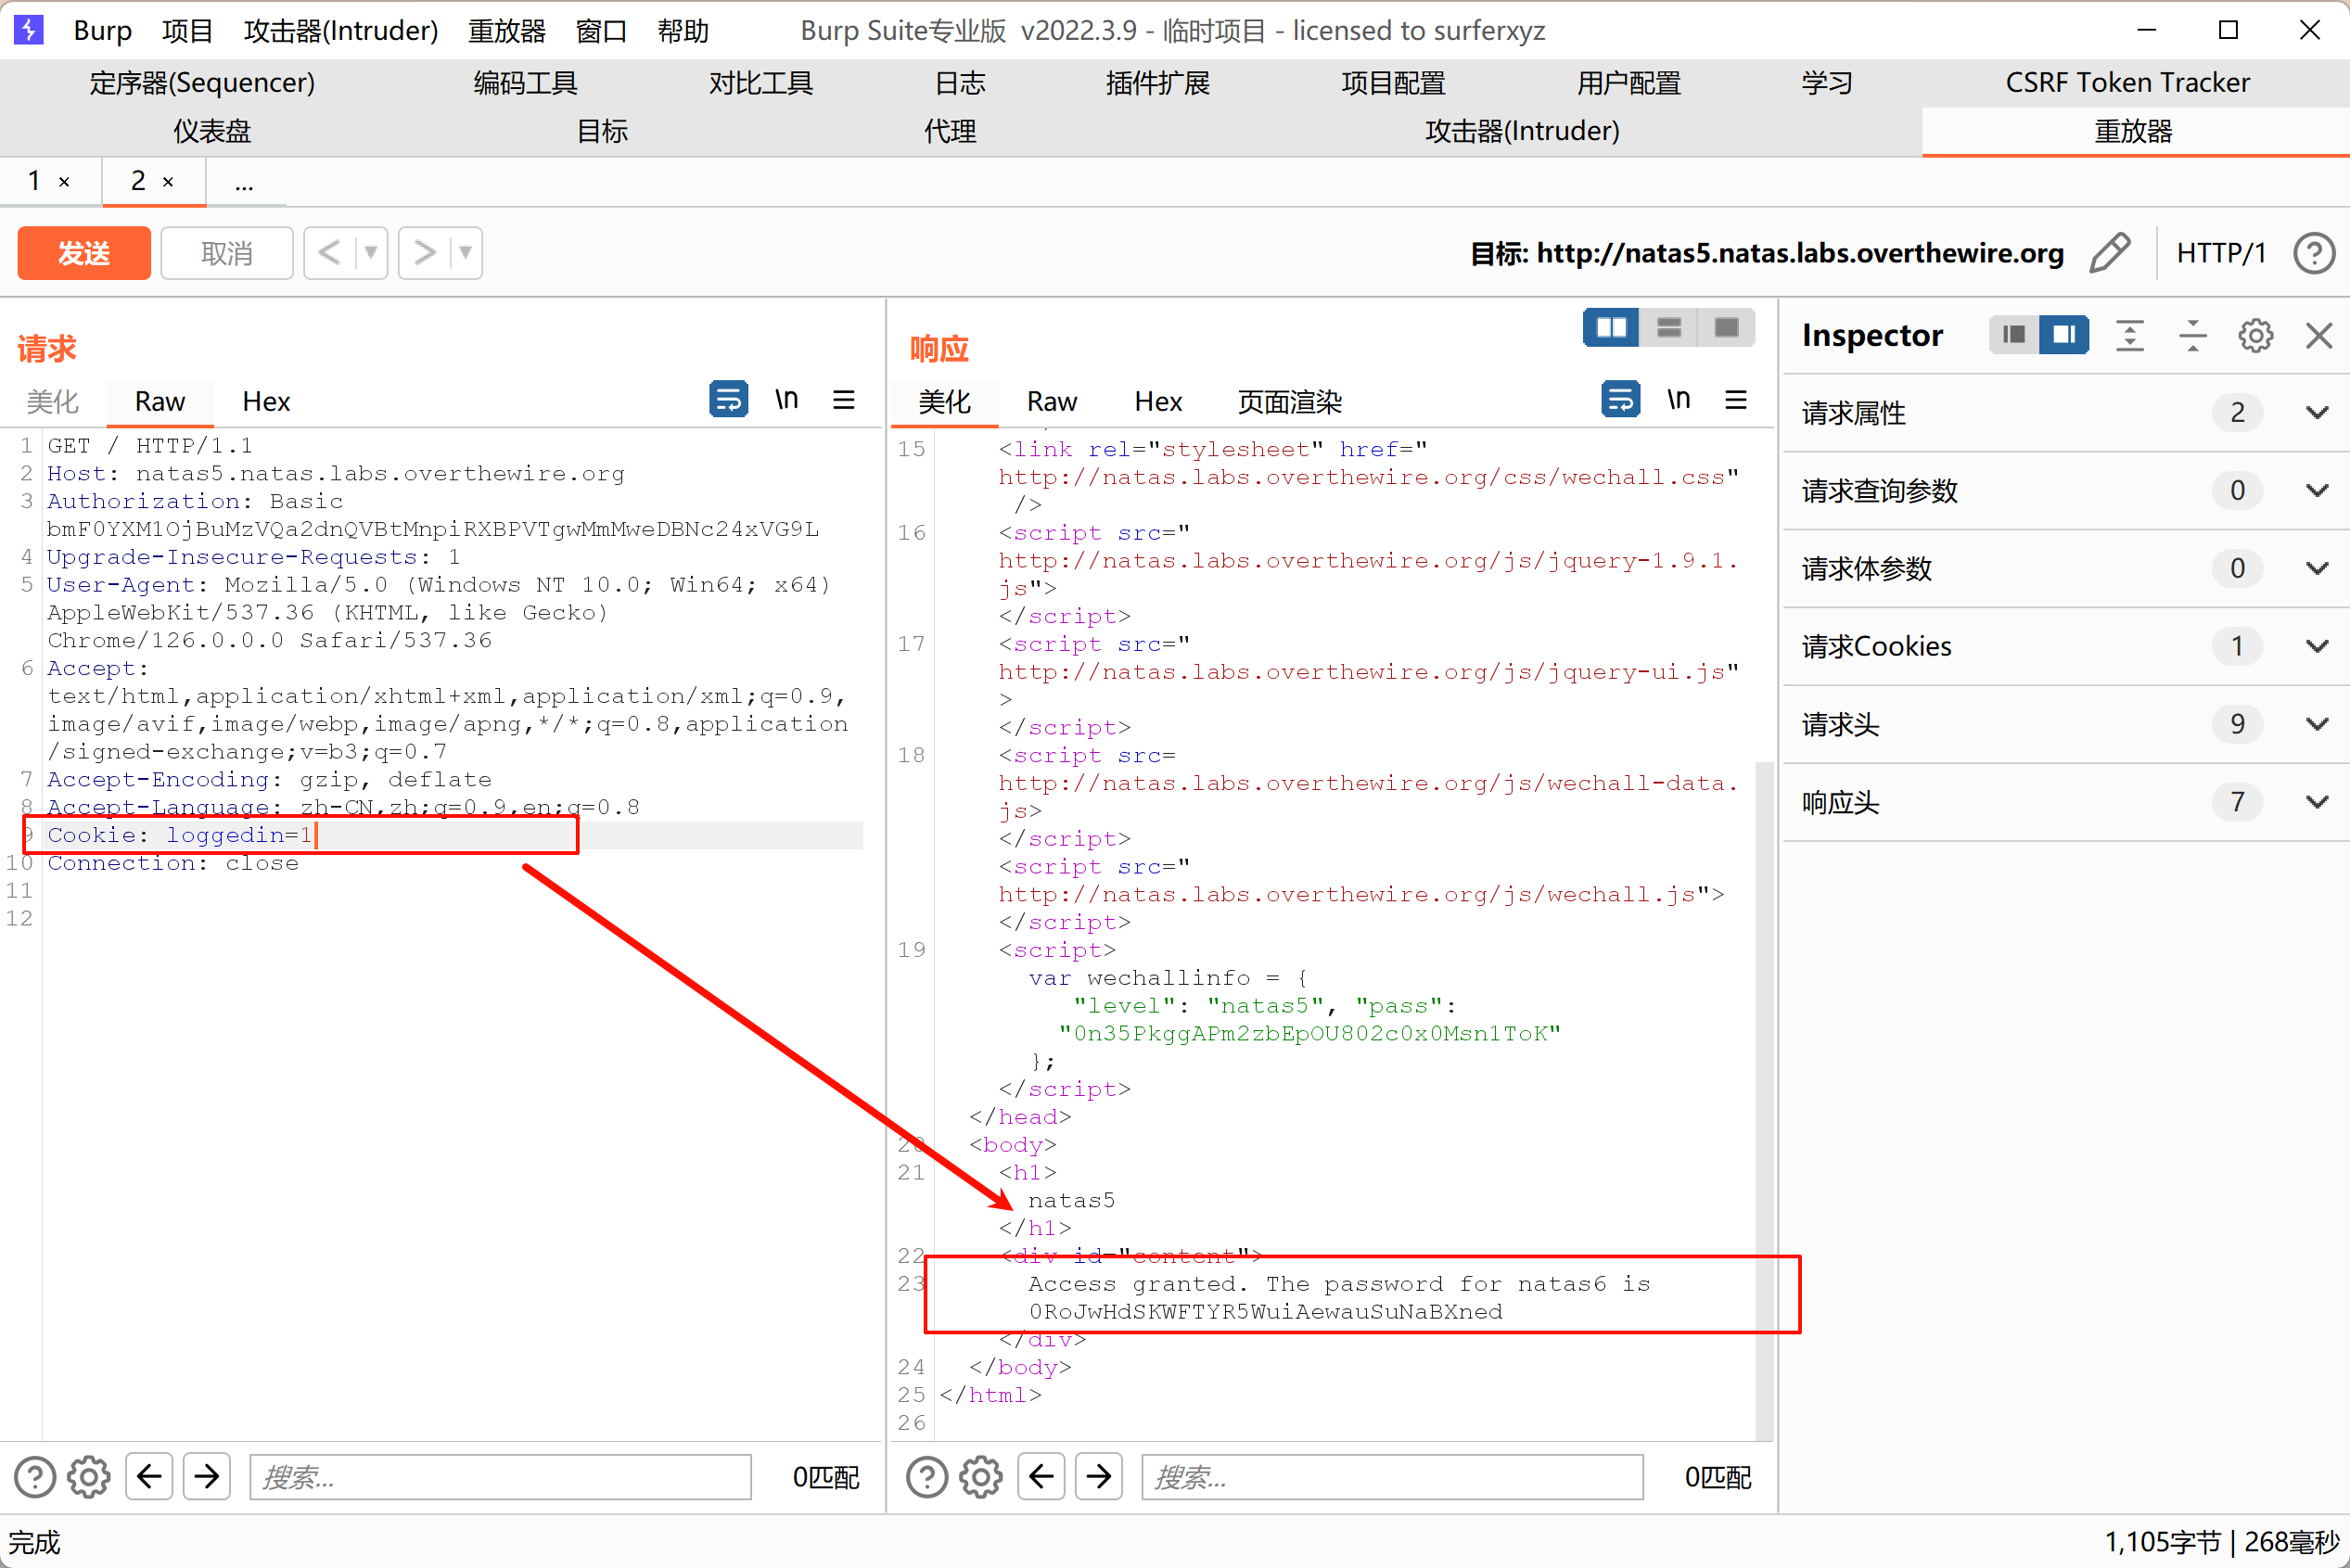 Burp 项目 攻击器(Intruder) 重放器 窗口 帮助 Burp Suite专业版 v2022.3.9 - 临时项目 - licensed to surferxyz
定序器(Sequencer) 编码工具 对比工具 日志 插件扩展 项目配置 用户配置 学习 CSRF Token Tracker
仪表盘 目标 代理 攻击器(Intruder) 重放器
1 × 2 × ...
发送 取消 < > 目标: http://natas5.natas.labs.overthewire.org HTTP/1 ?
请求
美化 Raw Hex \n
1 GET / HTTP/1.1
2 Host: natas5.natas.labs.overthewire.org
3 Authorization: Basic
bmF0YXM1OjBuMzVQa2dnQVBtMnpiRXBPVTgwMmMweDBNc24xVG9L
4 Upgrade-Insecure-Requests: 1
5 User-Agent: Mozilla/5.0 (Windows NT 10.0; Win64; x64)
AppleWebKit/537.36 (KHTML, like Gecko)
Chrome/126.0.0.0 Safari/537.36
6 Accept:
text/html,application/xhtml+xml,application/xml;q=0.9,
image/avif,image/webp,image/apng,*/*;q=0.8,application
/signed-exchange;v=b3;q=0.7
7 Accept-Encoding: gzip, deflate
8 Accept-Language: zh-CN,zh;q=0.9,en;q=0.8
9 Cookie: loggedin=1
10 Connection: close
11
12
搜索... 0匹配
响应
美化 Raw Hex 页面渲染 \n
15 <link rel="stylesheet" href="
http://natas.labs.overthewire.org/css/wechall.css"
/>
16 <script src="
http://natas.labs.overthewire.org/js/jquery-1.9.1.
js">
</script>
17 <script src="
http://natas.labs.overthewire.org/js/jquery-ui.js"
>
</script>
18 <script src=
http://natas.labs.overthewire.org/js/wechall-data.
js>
</script>
<script src="
http://natas.labs.overthewire.org/js/wechall.js">
</script>
19 <script>
var wechallinfo = {
"level": "natas5", "pass":
"0n35PkggAPm2zbEpOU802c0x0Msn1ToK"
};
</script>
</head>
20 <body>
21 <h1>
natas5
</h1>
22 <div id="content">
23 Access granted. The password for natas6 is
0RoJwHdSKWFTYR5WuiAewauSuNaBXned
</div>
24 </body>
25 </html>
26
搜索... 0匹配
Inspector
请求属性 2
请求查询参数 0
请求体参数 0
请求Cookies 1
请求头 9
响应头 7
完成 1,105字节 | 268毫秒